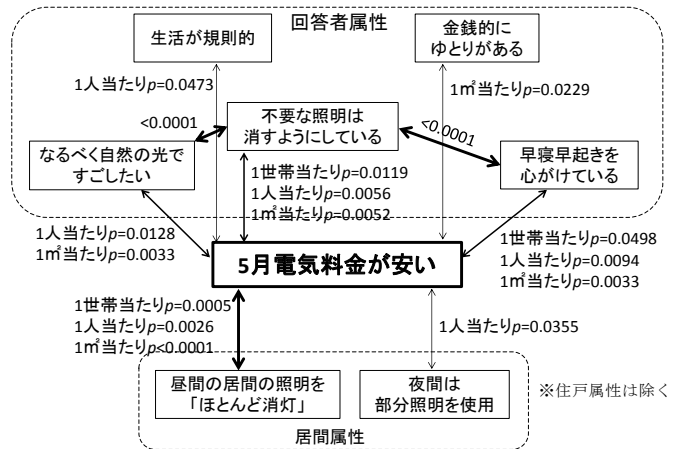 回答者属性
生活が規則的
金銭的に
ゆとりがある
1人当たりp=0.0473
1㎡当たりp=0.0229
不要な照明は
消すようにしている
<0.0001
<0.0001
なるべく自然の光で
すごしたい
早寝早起きを
心がけている
1世帯当たりp=0.0119
1人当たりp=0.0056
1㎡当たりp=0.0052
1人当たりp=0.0128
1㎡当たりp=0.0033
1世帯当たりp=0.0498
1人当たりp=0.0094
1㎡当たりp=0.0033
5月電気料金が安い
1世帯当たりp=0.0005
1人当たりp=0.0026
1㎡当たりp<0.0001
1人当たりp=0.0355
昼間の居間の照明を
「ほとんど消灯」
夜間は
部分照明を使用
※住戸属性は除く
居間属性